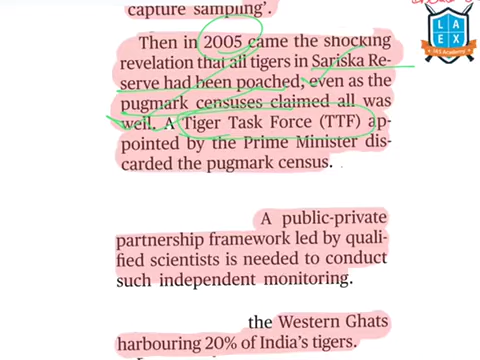 capture sampling'.
Then in 2005 came the shocking
revelation that all tigers in Sariska Re-
serve had been poached, even as the
pugmark censuses claimed all was
well. A Tiger Task Force (TTF) ap-
pointed by the Prime Minister dis-
carded the pugmark census.
A public-private
partnership framework led by quali-
fied scientists is needed to conduct
such independent monitoring.
the Western Ghats
harbouring 20% of India's tigers.
LAEX
IAS Academy